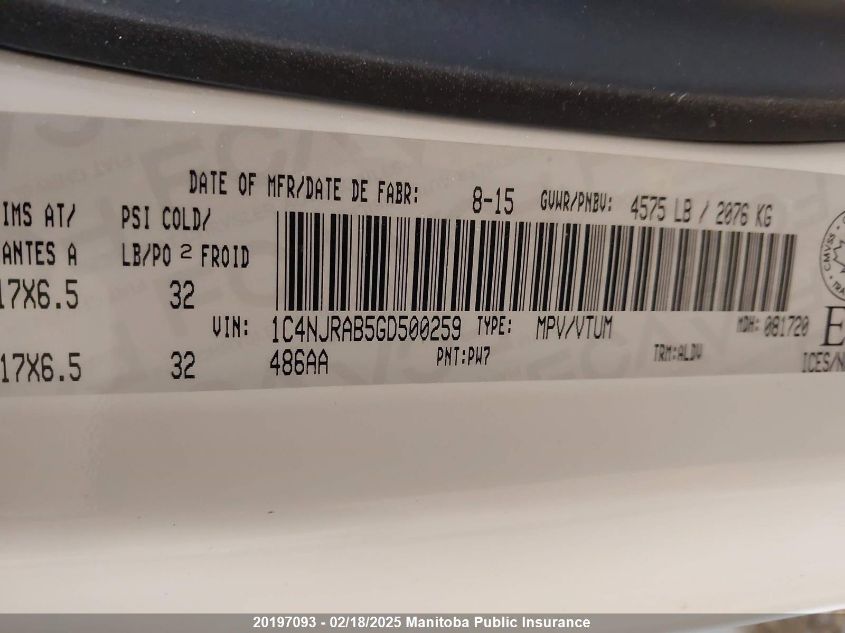 DATE OF MFR/DATE DE FABR: 8-15 GVWR/PNBV: 4575 LB / 2076 KG
IMS AT/ PSI COLD/
ANTES A LB/PO 2 FROID
17X6.5 32
VIN: 1C4NJRAB5GD500259 TYPE: MPV/VTUM MDH: 081720
17X6.5 32 486AA PNT:PW7 TRM:ALDV
ICES/N
CMVSS
20197093 - 02/18/2025 Manitoba Public Insurance